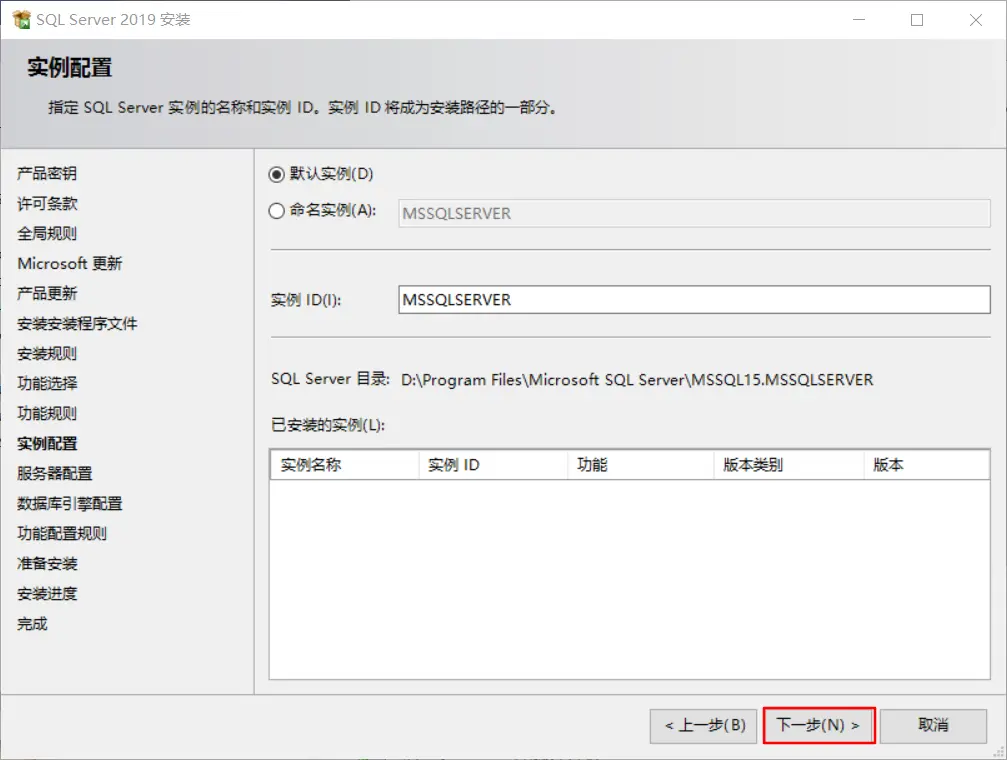 SQL Server 2019 安装
实例配置
指定 SQL Server 实例的名称和实例 ID。实例 ID 将成为安装路径的一部分。
产品密钥
许可条款
全局规则
Microsoft 更新
产品更新
安装安装程序文件
安装规则
功能选择
功能规则
实例配置
服务器配置
数据库引擎配置
功能配置规则
准备安装
安装进度
完成
默认实例(D)
命名实例(A): MSSQLSERVER
实例 ID(I): MSSQLSERVER
SQL Server 目录: D:\Program Files\Microsoft SQL Server\MSSQL15.MSSQLSERVER
已安装的实例(L):
实例名称 实例 ID 功能 版本类别 版本
< 上一步(B) 下一步(N) > 取消